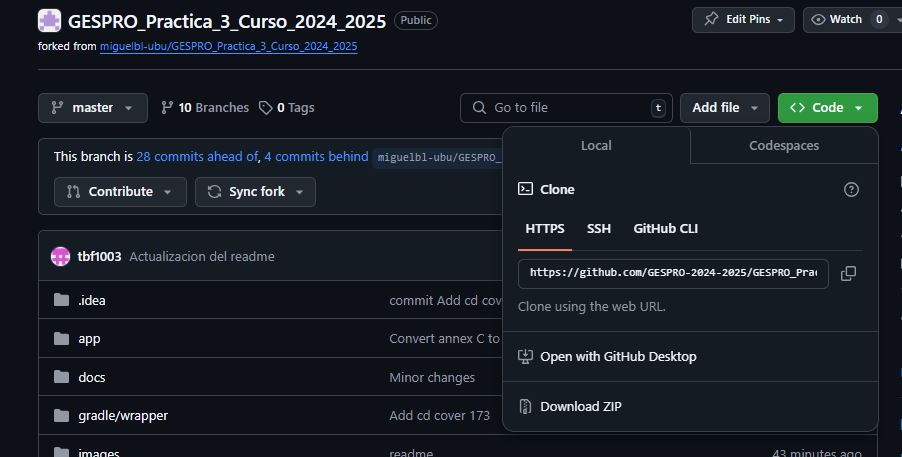 GESPRO_Practica_3_Curso_2024_2025 Public Edit Pins Watch 0
forked from miguelbl-ubu/GESPRO_Practica_3_Curso_2024_2025
master 10 Branches 0 Tags Go to file t Add file Code
This branch is 28 commits ahead of, 4 commits behind miguelbl-ubu/GESPRO_
Contribute Sync fork
tbf1003 Actualizacion del readme
.idea commit Add cd cov
app Convert annex C to
docs Minor changes
gradle/wrapper Add cd cover 173
images readme 43 minutes ago
Local Codespaces
Clone
HTTPS SSH GitHub CLI
https://github.com/GESPRO-2024-2025/GESPRO_Prac
Clone using the web URL.
Open with GitHub Desktop
Download ZIP